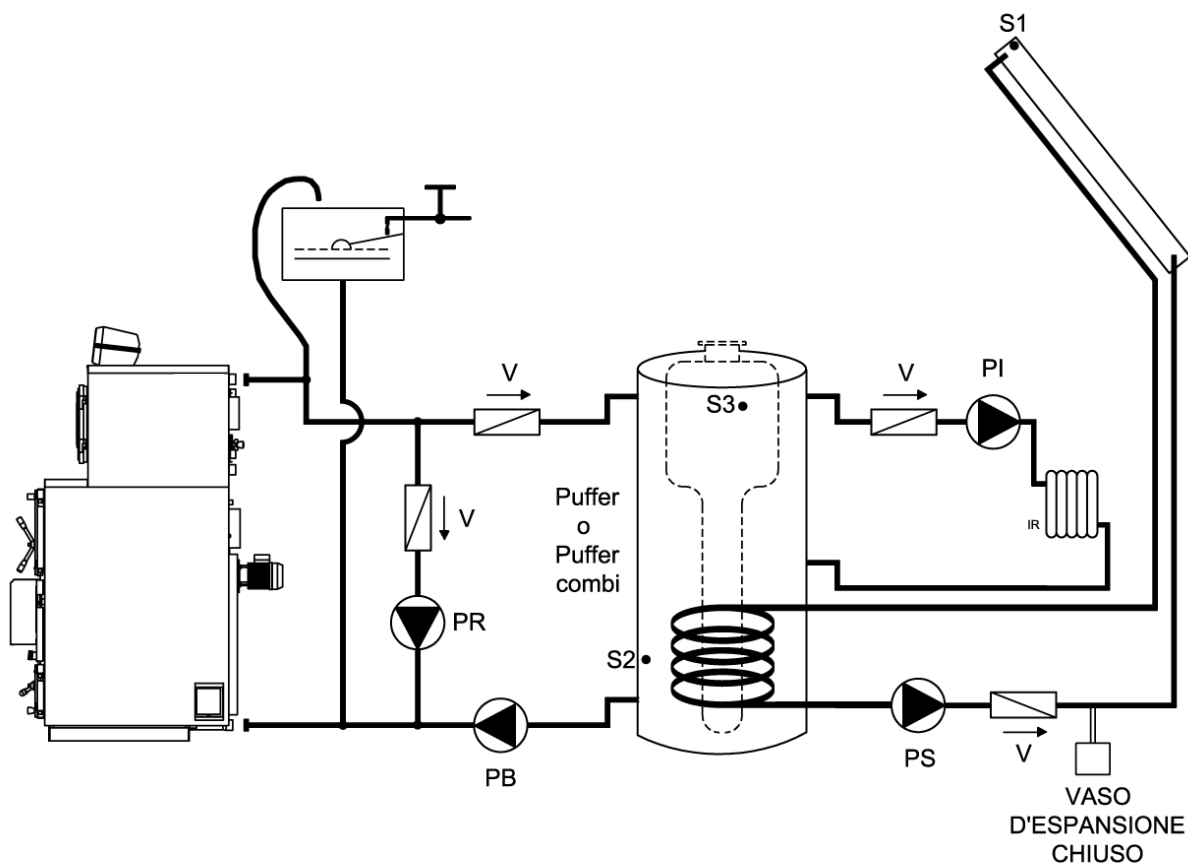 S1
V
PI
V
S3
Puffer
o
Puffer
combi
IR
V
PR
S2
PB
PS
V
VASO
D'ESPANSIONE
CHIUSO